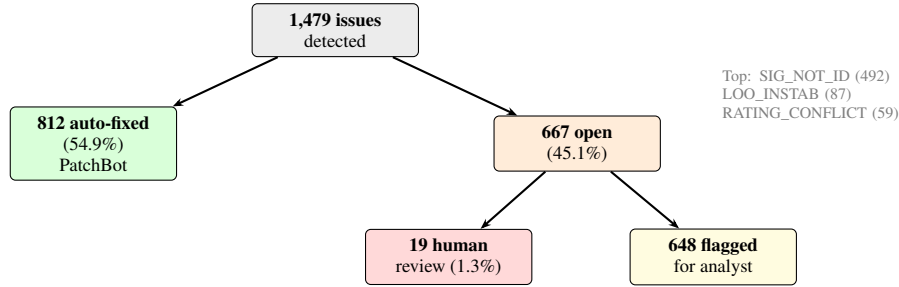 1,479 issues
detected
Top: SIG_NOT_ID (492)
LOO_INSTAB (87)
RATING_CONFLICT (59)
812 auto-fixed
(54.9%)
PatchBot
667 open
(45.1%)
19 human
review (1.3%)
648 flagged
for analyst